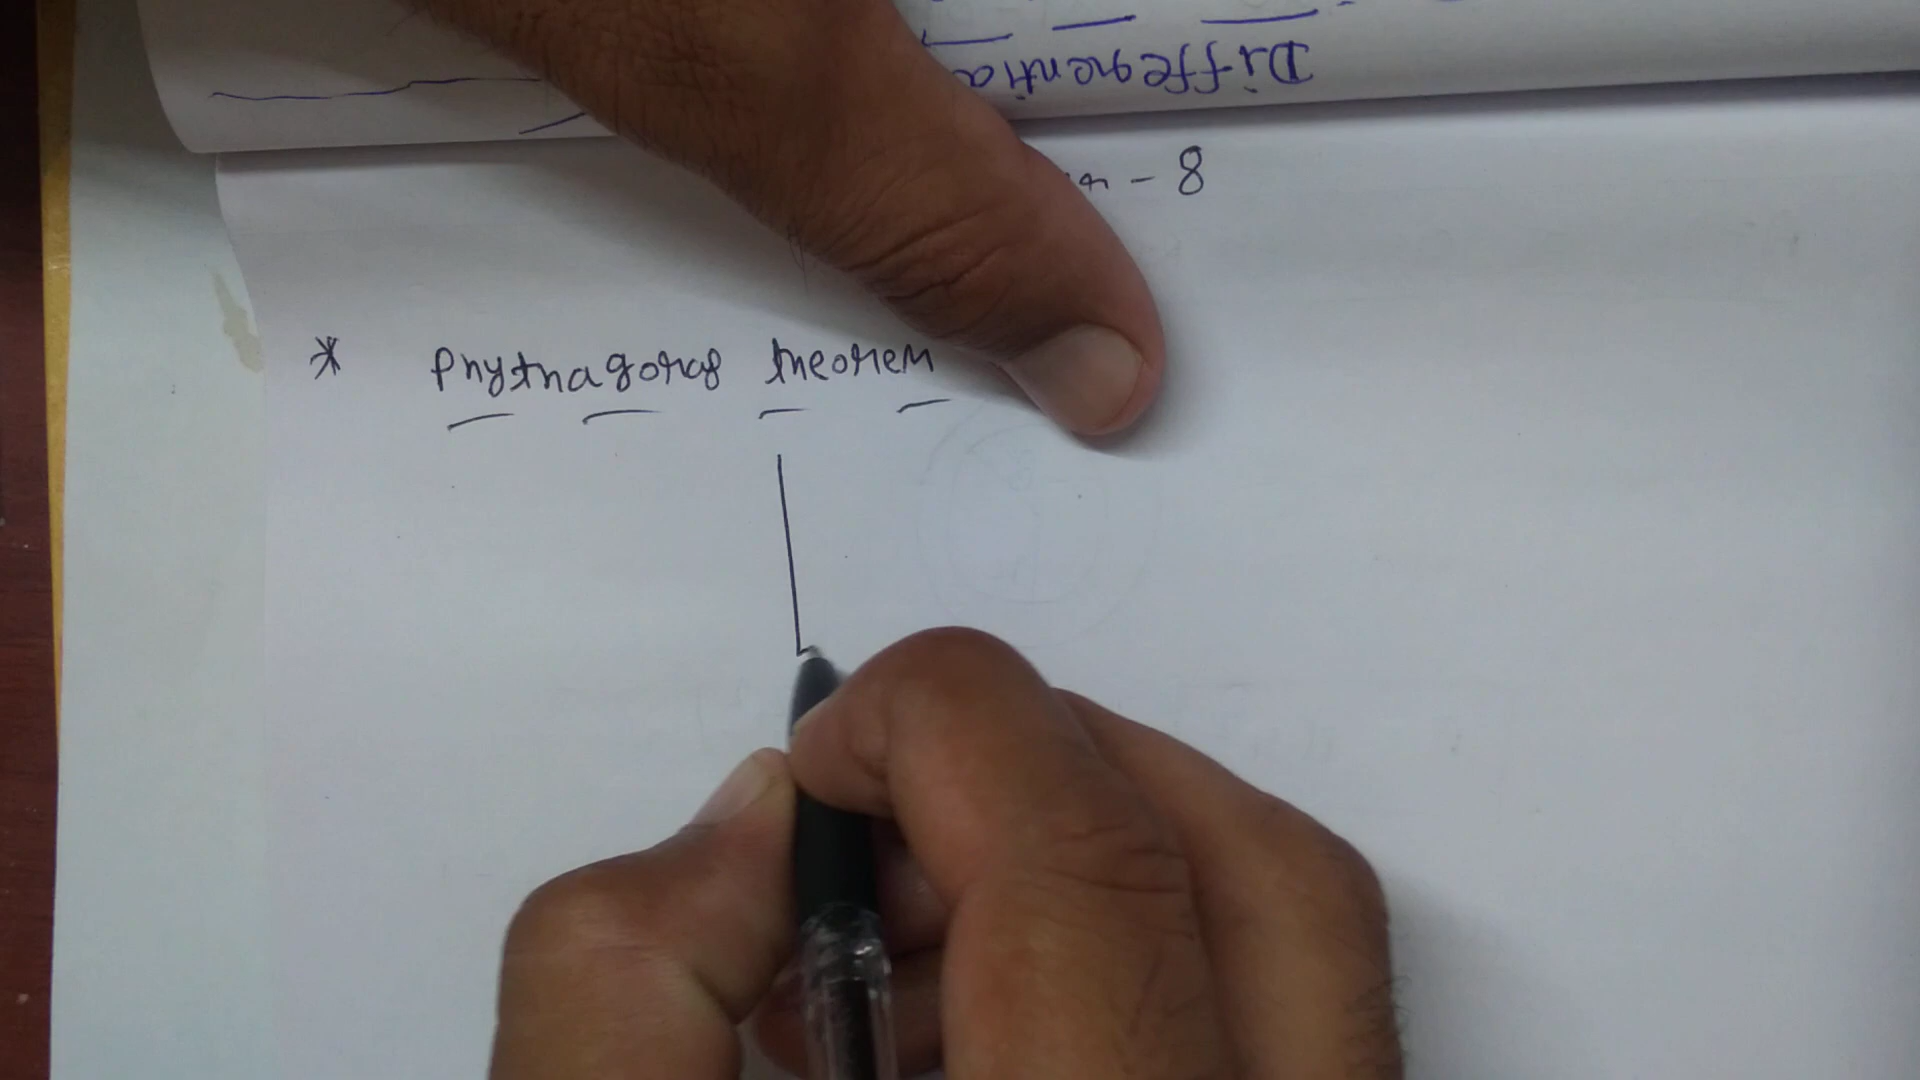 Differentia
- 8
* Phythagoras theorem